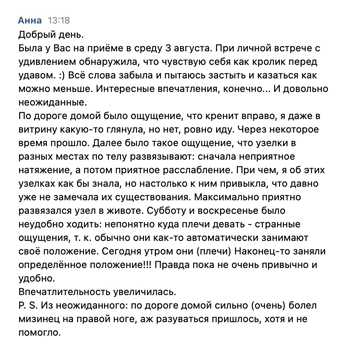 Анна 13:18
Добрый день.
Была у Вас на приёме в среду 3 августа. При личной встрече с
удивлением обнаружила, что чувствую себя как кролик перед
удавом. :) Всё слова забыла и пытаюсь застыть и казаться как
можно меньше. Интересные впечатления, конечно... И довольно
неожиданные.
По дороге домой было ощущение, что кренит вправо, я даже в
витрину какую-то глянула, но нет, ровно иду. Через некоторое
время прошло. Далее было такое ощущение, что узелки в
разных местах по телу развязывают: сначала неприятное
натяжение, а потом приятное расслабление. При чем, я об этих
узелках как бы знала, но настолько к ним привыкла, что давно
уже не замечала их существования. Максимально приятно
развязался узел в животе. Субботу и воскресенье было
неудобно ходить: непонятно куда плечи девать - странные
ощущения, т. к. обычно они как-то автоматически занимают
своё положение. Сегодня утром они (плечи) Наконец-то заняли
определённое положение!!! Правда пока не очень привычно и
удобно.
Впечатлительность увеличилась.
P. S. Из неожиданного: по дороге домой сильно (очень) болел
мизинец на правой ноге, аж разуваться пришлось, хотя и не
помогло.